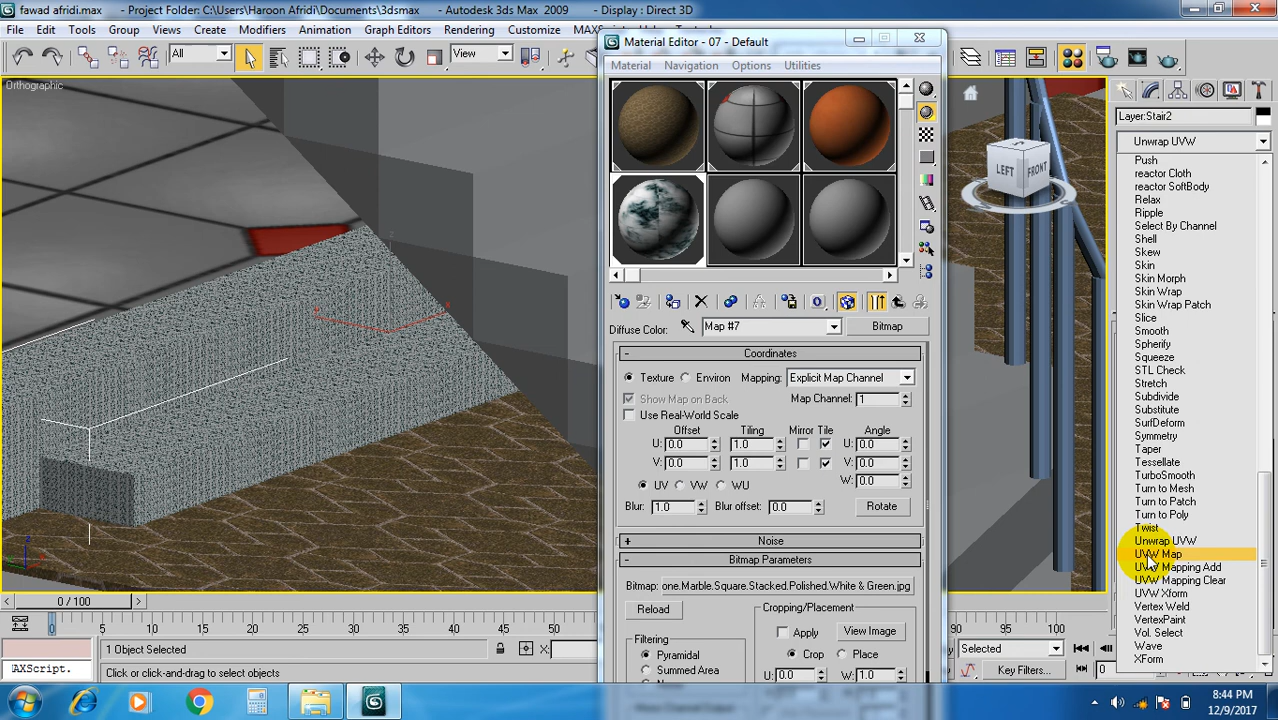 fawad afridi.max - Project Folder: C:\Users\Haroon Afridi\Documents\3dsmax - Autodesk 3ds Max 2009 - Display : Direct 3D
File Edit Tools Group Views Create Modifiers Animation Graph Editors Rendering Customize
All
View
Orthographic
Material Editor - 07 - Default
Material Navigation Options Utilities
Diffuse Color: Map #7 Bitmap
- Coordinates
Texture Environ Mapping: Explicit Map Channel
Show Map on Back Map Channel: 1
Use Real-World Scale
Offset Tiling Mirror Tile Angle
U: 0.0 1.0 U: 0.0
V: 0.0 1.0 V: 0.0
W: 0.0
UV VW WU
Blur: 1.0 Blur offset: 0.0 Rotate
+ Noise
- Bitmap Parameters
Bitmap: one.Marble.Square.Stacked.Polished.White & Green.jpg
Reload
Cropping/Placement
Apply View Image
Crop Place
U: 0.0 W: 1.0
Filtering
Pyramidal
Summed Area
LEFT FRONT
Layer:Stair2
Unwrap UVW
Push
reactor Cloth
reactor SoftBody
Relax
Ripple
Select By Channel
Shell
Skew
Skin
Skin Morph
Skin Wrap
Skin Wrap Patch
Slice
Smooth
Spherify
Squeeze
STL Check
Stretch
Subdivide
Substitute
SurfDeform
Symmetry
Taper
Tessellate
TurboSmooth
Turn to Mesh
Turn to Patch
Turn to Poly
Twist
Unwrap UVW
UVW Map
UVW Mapping Add
UVW Mapping Clear
UVW Xform
Vertex Weld
VertexPaint
Vol. Select
Wave
XForm
z
x
z
0 / 100
0 5 10 15 20 25 30 35 40 45 50 90 95 100
1 Object Selected X:
AXScript. Click or click-and-drag to select objects
Selected
Key Filters... 0
8:44 PM
12/9/2017